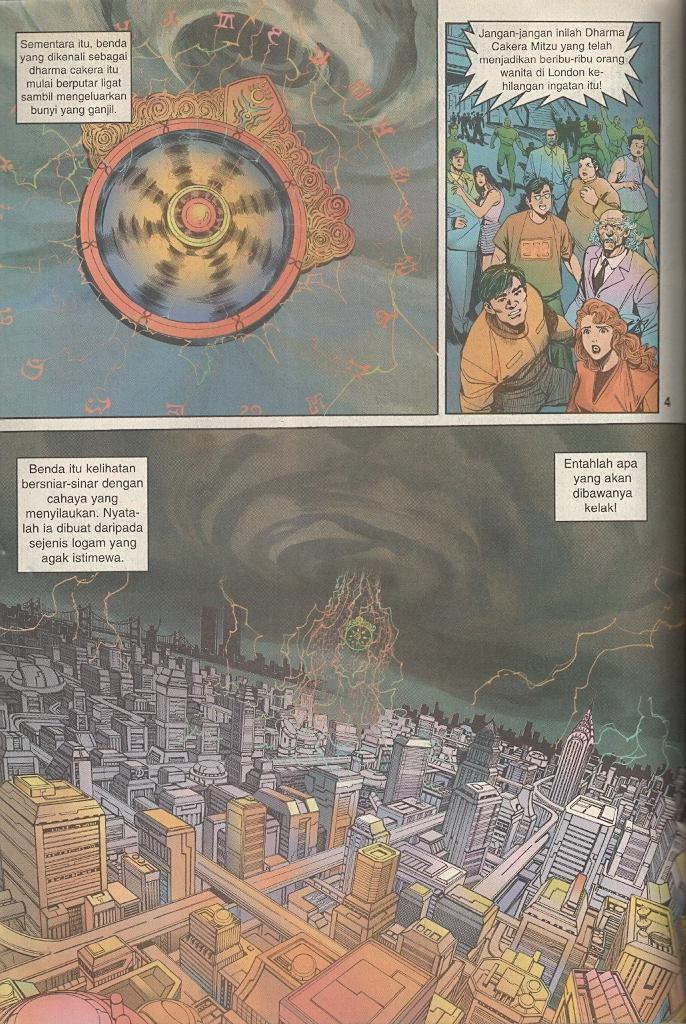 Sementara itu, benda
yang dikenali sebagai
dharma cakera itu
mulai berputar ligat
sambil mengeluarkan
bunyi yang ganjil.
Jangan-jangan inilah Dharma
Cakera Mitzu yang telah
menjadikan beribu-ribu orang
wanita di London ke-
hilangan ingatan itu!
4
Benda itu kelihatan
bersniar-sinar dengan
cahaya yang
menyilaukan. Nyata-
lah ia dibuat daripada
sejenis logam yang
agak istimewa.
Entahlah apa
yang akan
dibawanya
kelak!